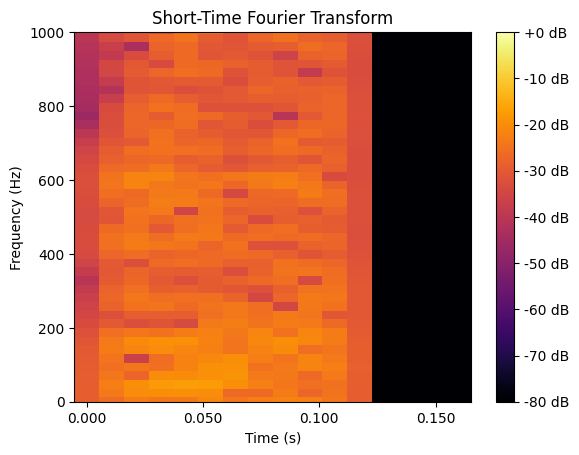 Short-Time Fourier Transform
Frequency (Hz)
1000
800
600
400
200
0
0.000
0.050
0.100
0.150
Time (s)
+0 dB
-10 dB
-20 dB
-30 dB
-40 dB
-50 dB
-60 dB
-70 dB
-80 dB